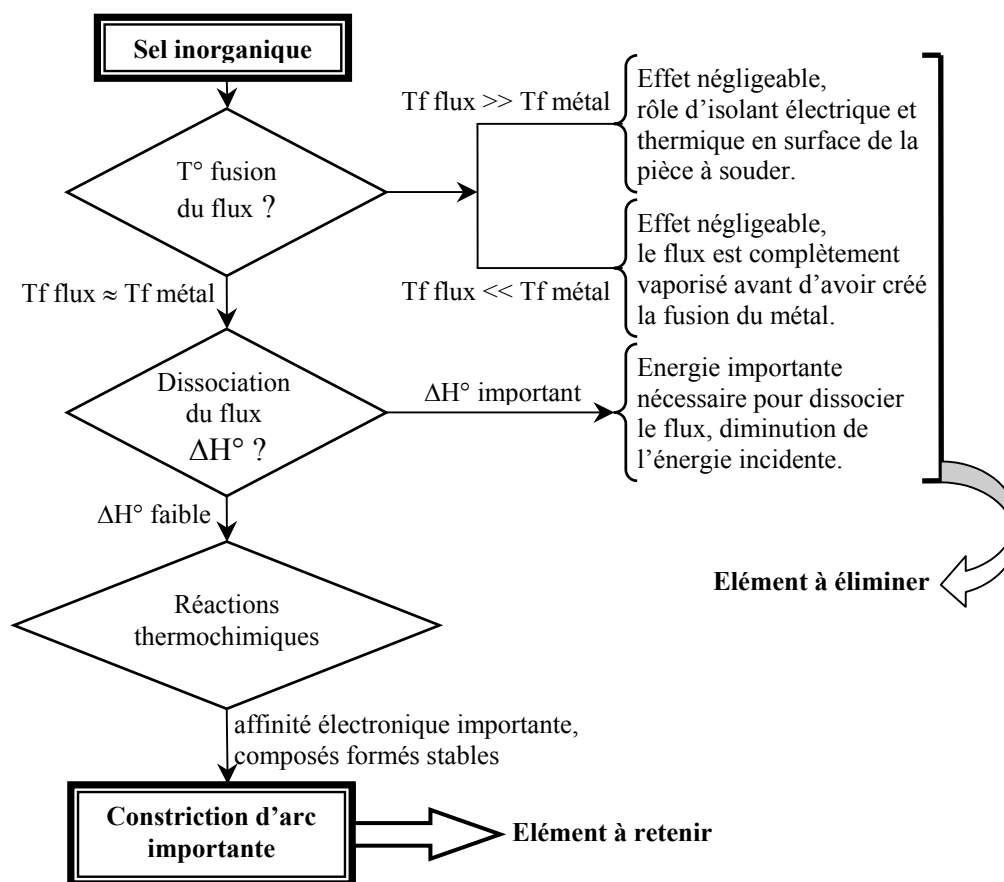 Sel inorganique
Tf flux >> Tf métal
Effet négligeable,
rôle d'isolant électrique et
thermique en surface de la
pièce à souder.
T° fusion
du flux ?
Effet négligeable,
le flux est complètement
vaporisé avant d'avoir créé
la fusion du métal.
Tf flux << Tf métal
Tf flux ≈ Tf métal
Dissociation
du flux
ΔH° ?
ΔH° important
Energie importante
nécessaire pour dissocier
le flux, diminution de
l'énergie incidente.
ΔH° faible
Elément à éliminer
Réactions
thermochimiques
affinité électronique importante,
composés formés stables
Constriction d'arc
importante
Elément à retenir